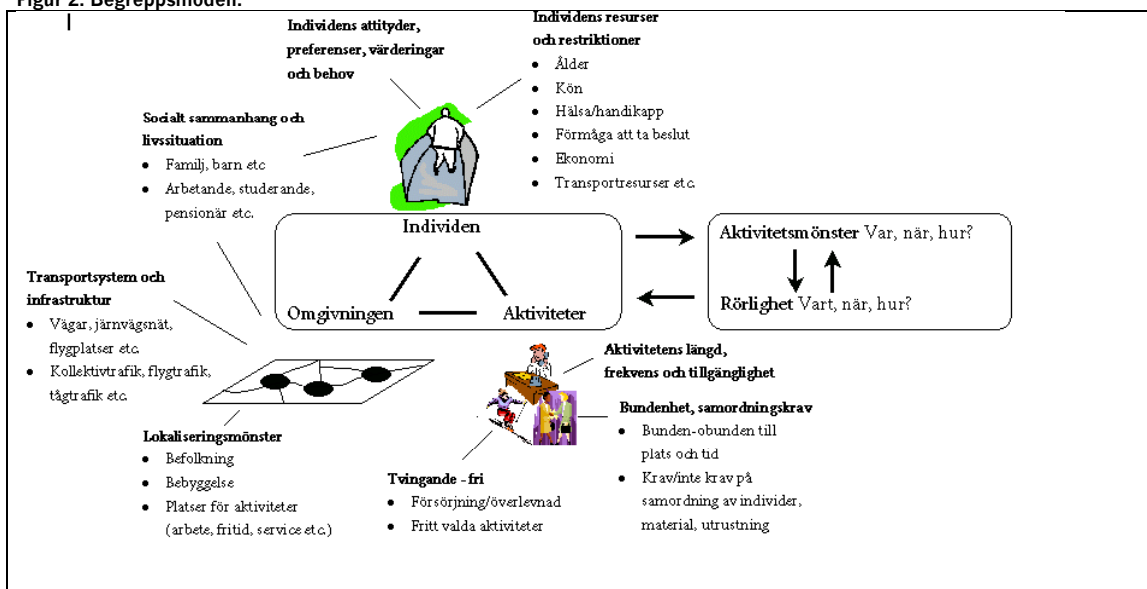 Figur 2. Begreppsmodell.
Individens attityder,
preferenser, värderingar
och behov
Individens resurser
och restriktioner
• Ålder
• Kön
• Hälsa/handikapp
• Förmåga att ta beslut
• Ekonomi
• Transportresurser etc.
Socialt sammanhang och
livssituation
• Familj, barn etc
• Arbetande, studerande,
pensionär etc.
Individen
Omgivningen
Aktiviteter
Aktivitetsmönster Var, när, hur?
Rörlighet Vart, när, hur?
Transportsystem och
infrastruktur
• Vägar, järnvägsnät,
flygplatser etc.
• Kollektivtrafik, flygtrafik,
tågtrafik etc.
Lokaliseringsmönster
• Befolkning
• Bebyggelse
• Platser för aktiviteter
(arbete, fritid, service etc.)
Tvingande - fri
• Försörjning/överlevnad
• Fritt valda aktiviteter
Aktivitetens längd,
frekvens och tillgänglighet
Bundenhet, samordningskrav
• Bunden-obunden till
plats och tid
• Krav/inte krav på
samordning av individer,
material, utrustning